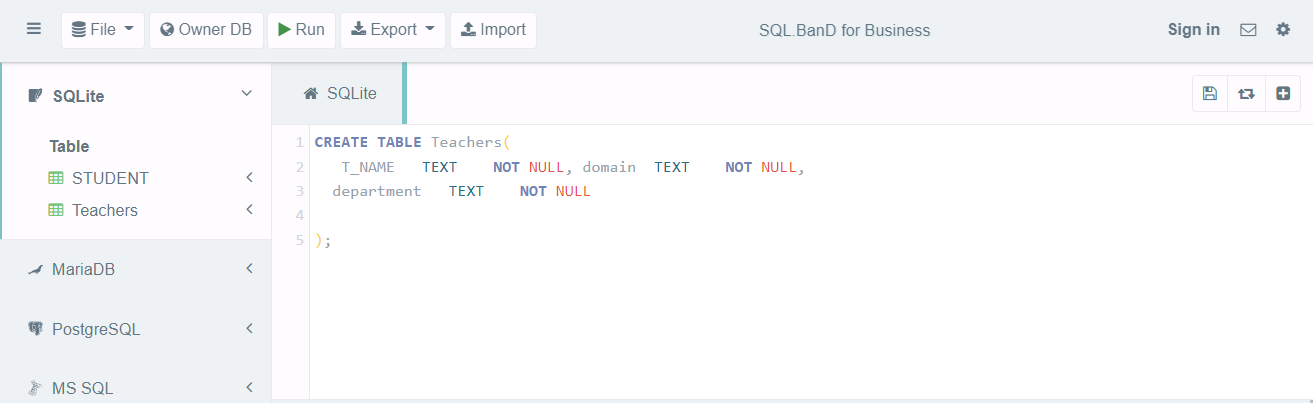 File Owner DB Run Export Import SQL.BanD for Business Sign in
SQLite
Table
STUDENT
Teachers
MariaDB
PostgreSQL
MS SQL
SQLite
1 CREATE TABLE Teachers(
2 T_NAME TEXT NOT NULL, domain TEXT NOT NULL,
3 department TEXT NOT NULL
4
5 );